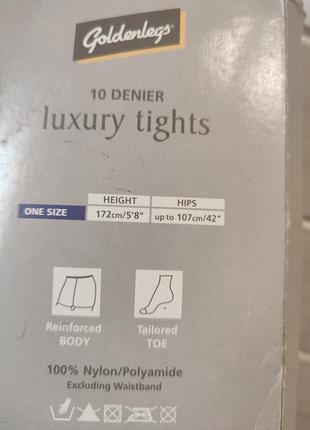 Goldenlegs®
10 DENIER
luxury tights
HEIGHT HIPS
ONE SIZE 172cm/5'8" up to 107cm/42"
Reinforced Tailored
BODY TOE
100% Nylon/Polyamide
Excluding Waistband